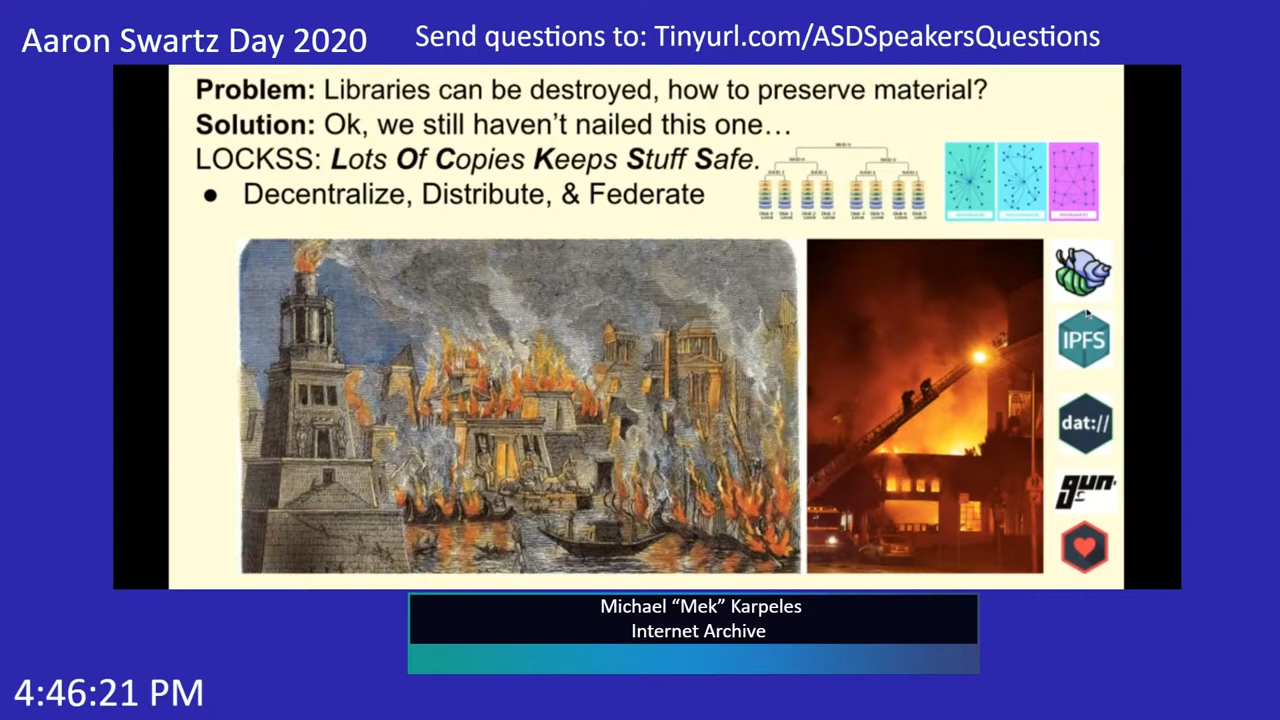 Aaron Swartz Day 2020
Send questions to: Tinyurl.com/ASDSpeakersQuestions
Problem: Libraries can be destroyed, how to preserve material?
Solution: Ok, we still haven’t nailed this one…
LOCKSS: Lots Of Copies Keeps Stuff Safe.
● Decentralize, Distribute, & Federate
IPFS
dat://
gun
Michael “Mek” Karpeles
Internet Archive
4:46:21 PM